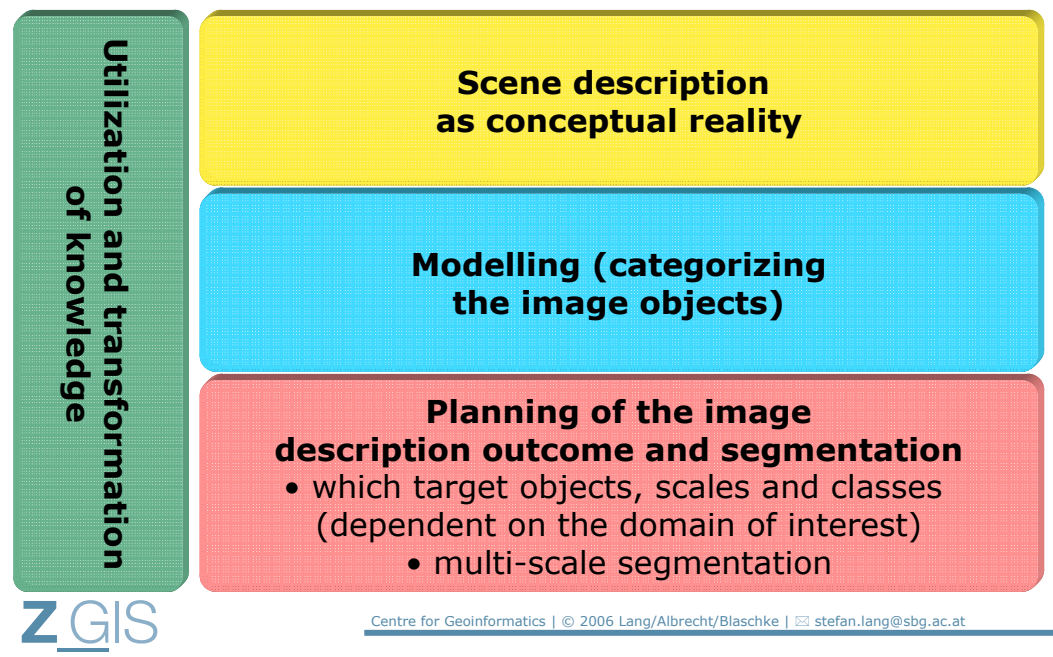 Utilization and transformation
of knowledge
Scene description
as conceptual reality
Modelling (categorizing
the image objects)
Planning of the image
description outcome and segmentation
• which target objects, scales and classes
(dependent on the domain of interest)
• multi-scale segmentation
Z_GIS
Centre for Geoinformatics | © 2006 Lang/Albrecht/Blaschke | ✉ stefan.lang@sbg.ac.at